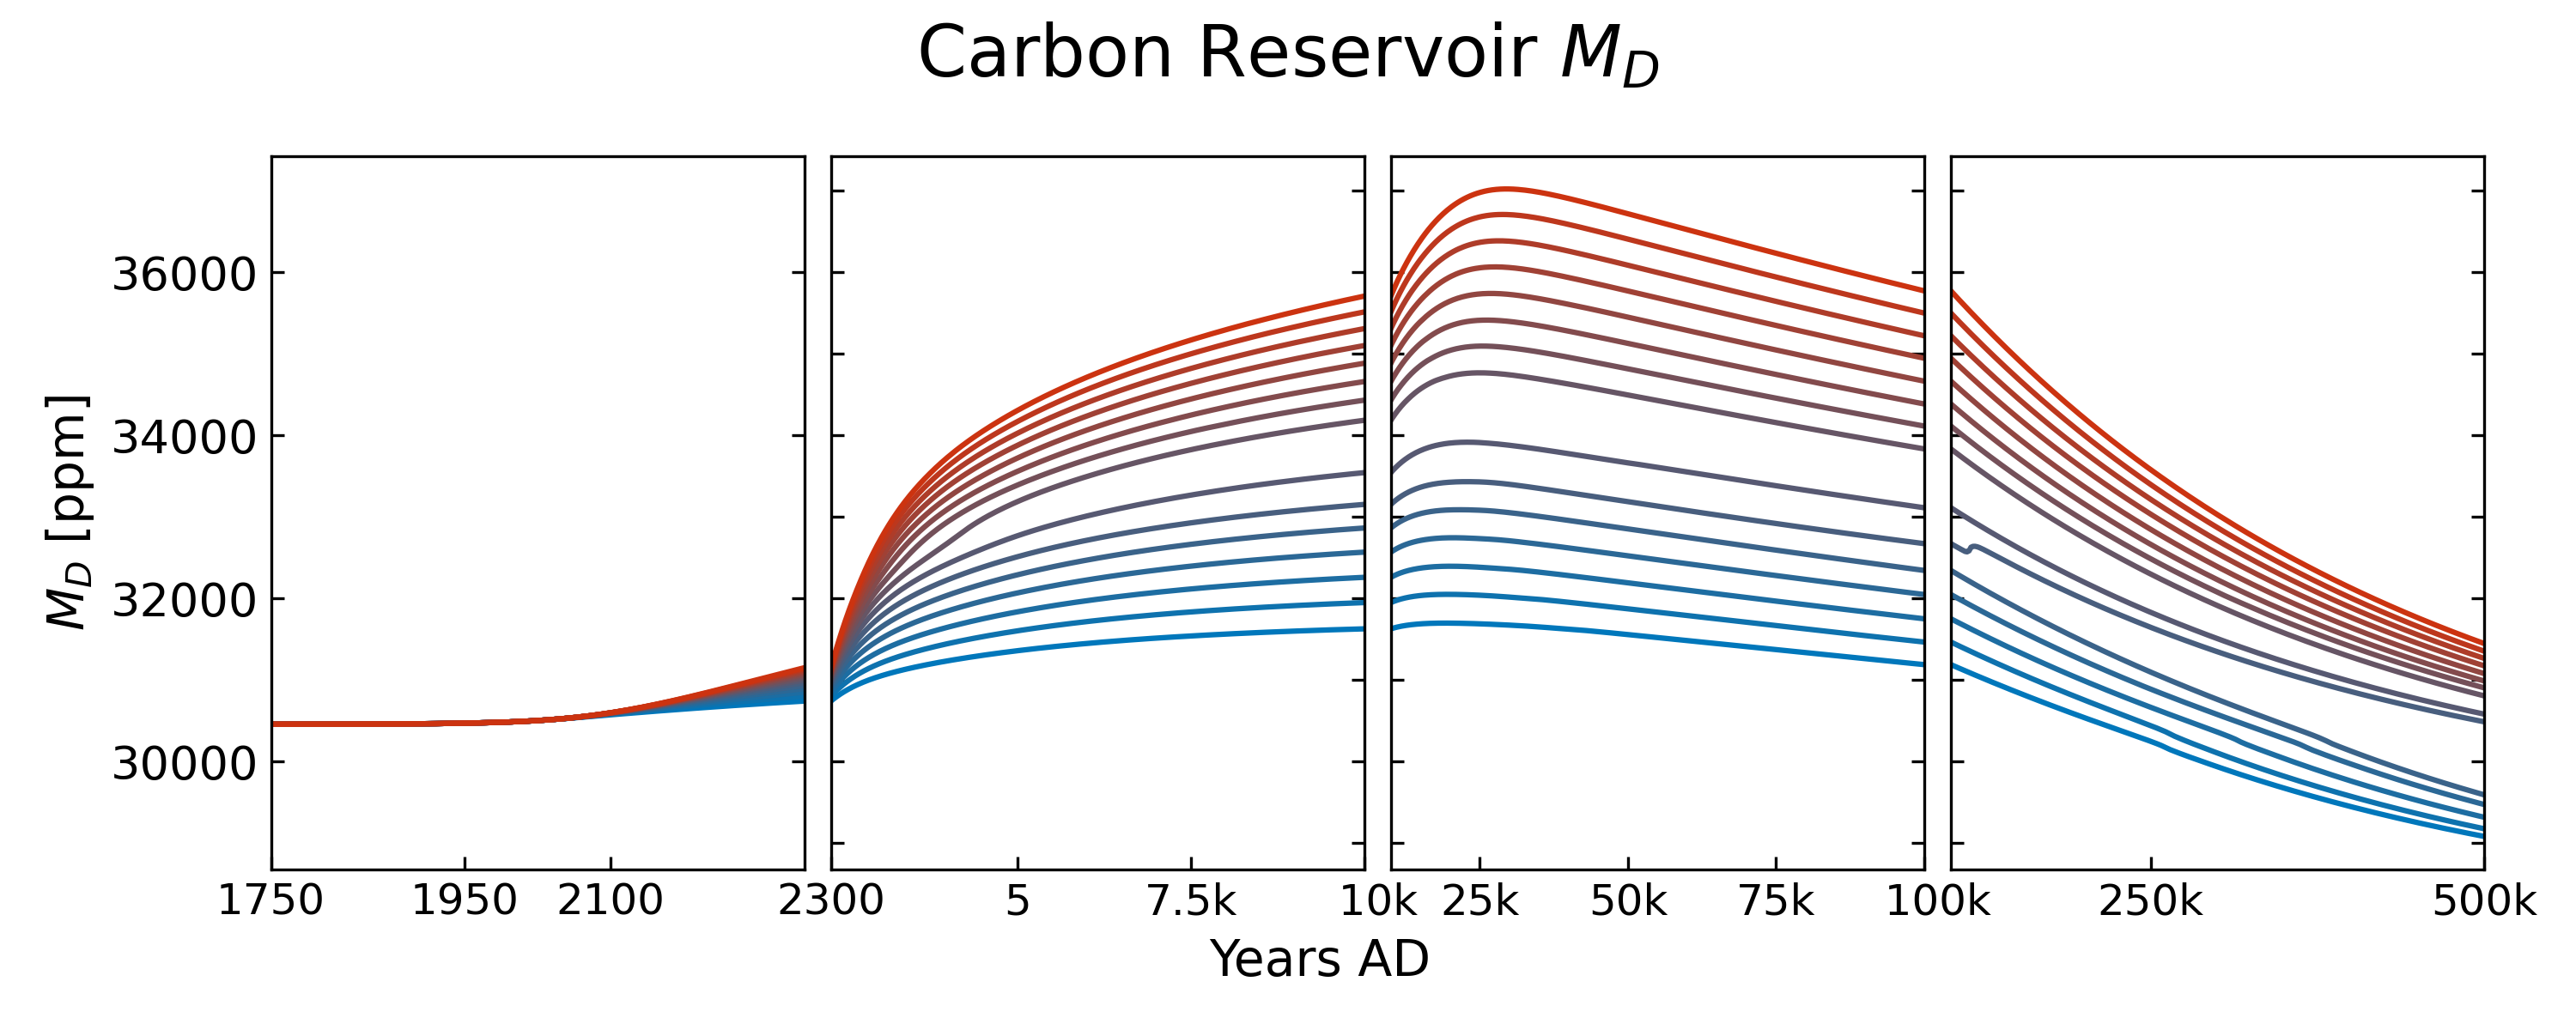 Carbon Reservoir M_D
M_D [ppm]
36000
34000
32000
30000
1750 1950 2100 2300 5 7.5k 10k 25k 50k 75k 100k 250k 500k
Years AD